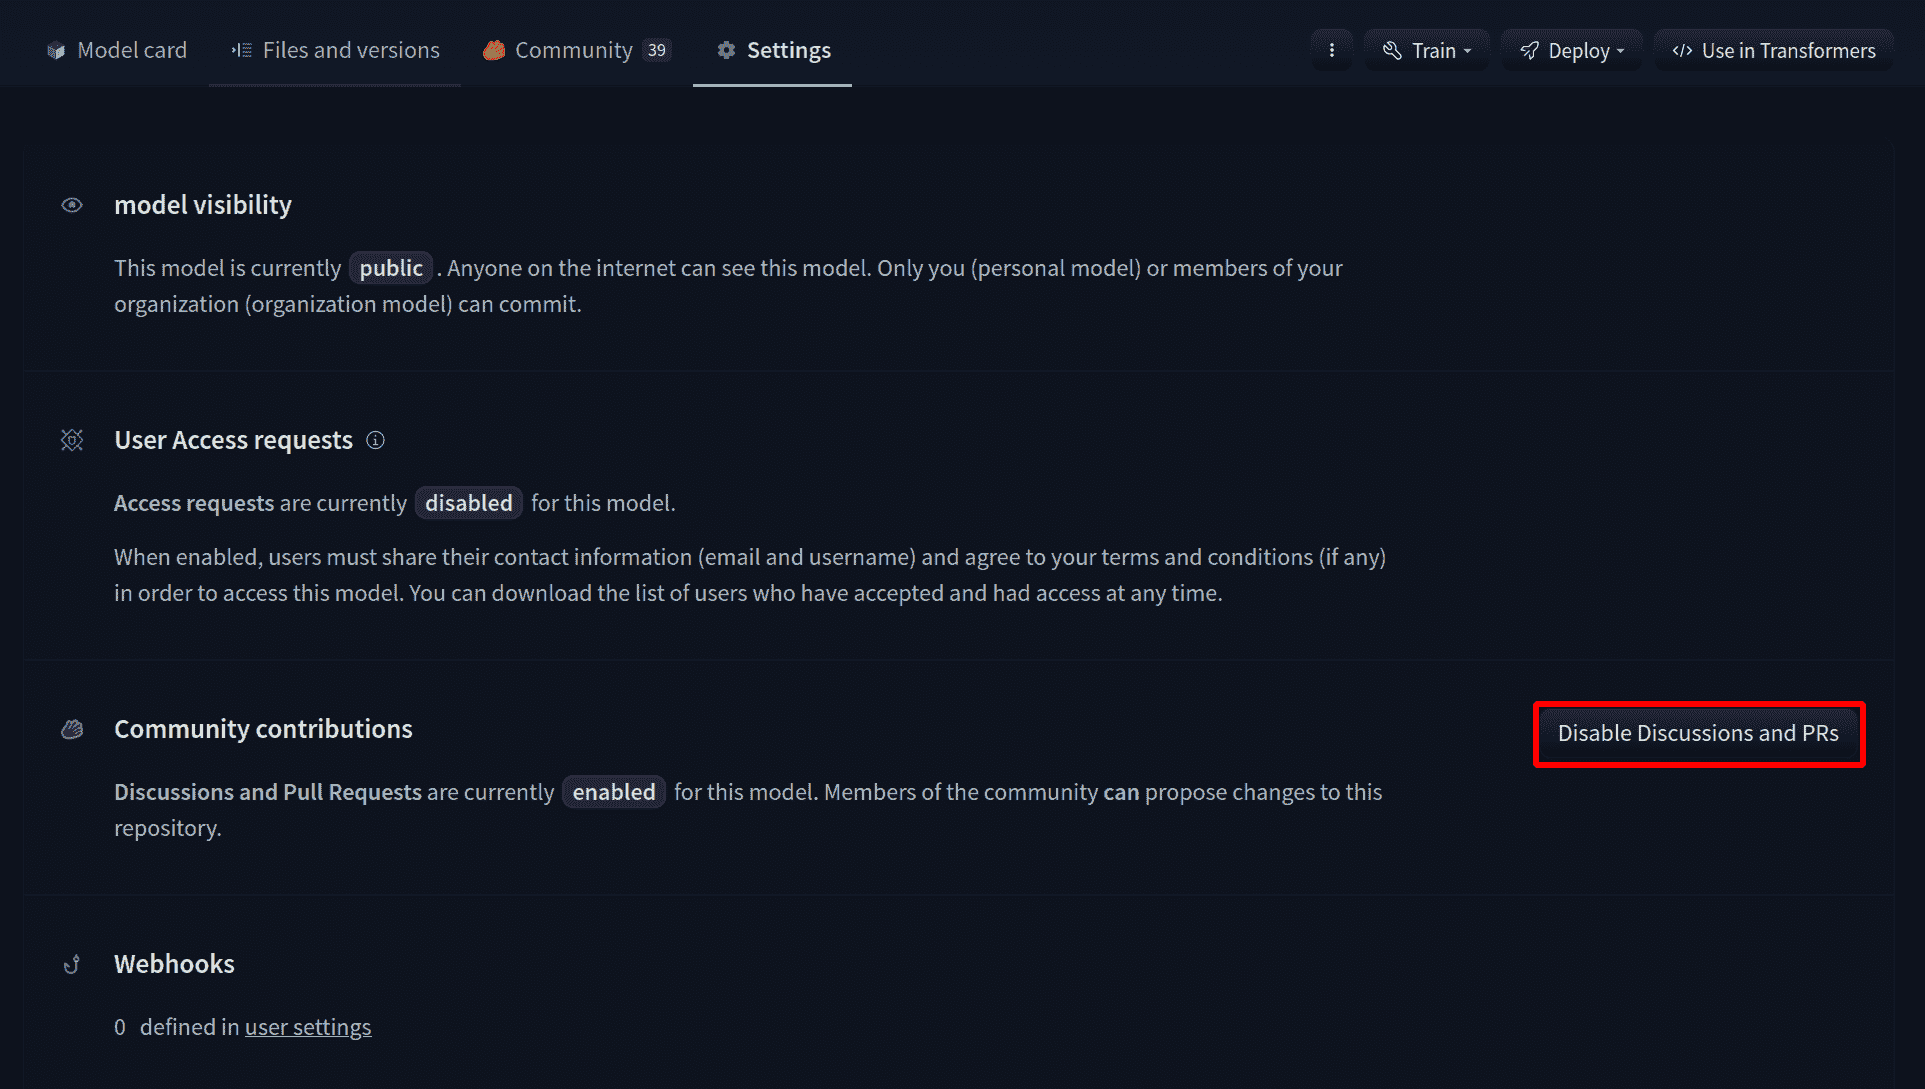 Model card
Files and versions
Community 39
Settings
Train
Deploy
</> Use in Transformers
model visibility
This model is currently public . Anyone on the internet can see this model. Only you (personal model) or members of your
organization (organization model) can commit.
User Access requests
Access requests are currently disabled for this model.
When enabled, users must share their contact information (email and username) and agree to your terms and conditions (if any)
in order to access this model. You can download the list of users who have accepted and had access at any time.
Community contributions
Disable Discussions and PRs
Discussions and Pull Requests are currently enabled for this model. Members of the community can propose changes to this
repository.
Webhooks
0 defined in user settings